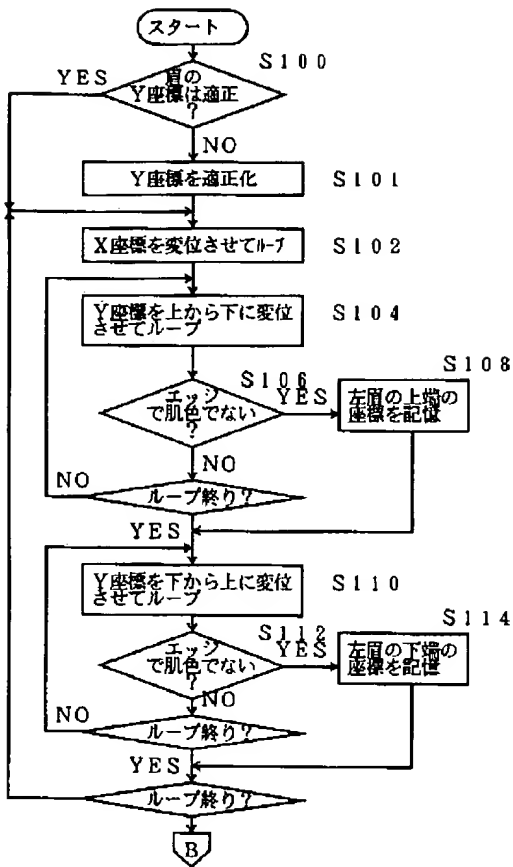 スタート
S100
YES
眉の
Y座標は適正
?
NO
Y座標を適正化
S101
X座標を変位させてループ
S102
Y座標を上から下に変位
させてループ
S104
S106
エッジ
で肌色でない
?
YES
S108
左眉の上端の
座標を記憶
NO
NO
ループ終り?
YES
Y座標を下から上に変位
させてループ
S110
S112
エッジ
で肌色でない
?
YES
S114
左眉の下端の
座標を記憶
NO
NO
ループ終り?
YES
ループ終り?
B